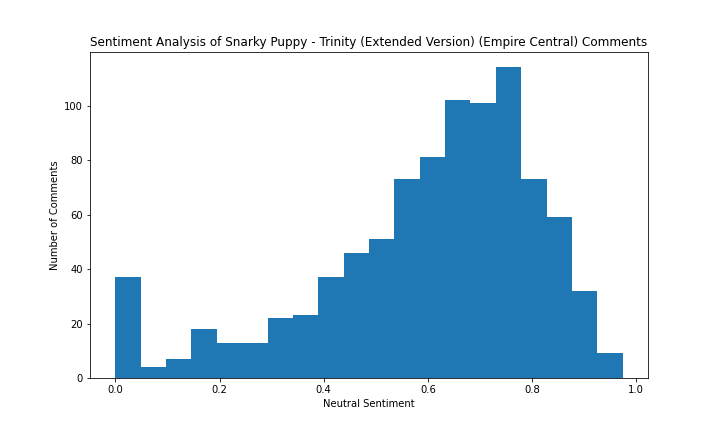 Sentiment Analysis of Snarky Puppy - Trinity (Extended Version) (Empire Central) Comments
Number of Comments
100
80
60
40
20
0
0.0 0.2 0.4 0.6 0.8 1.0
Neutral Sentiment